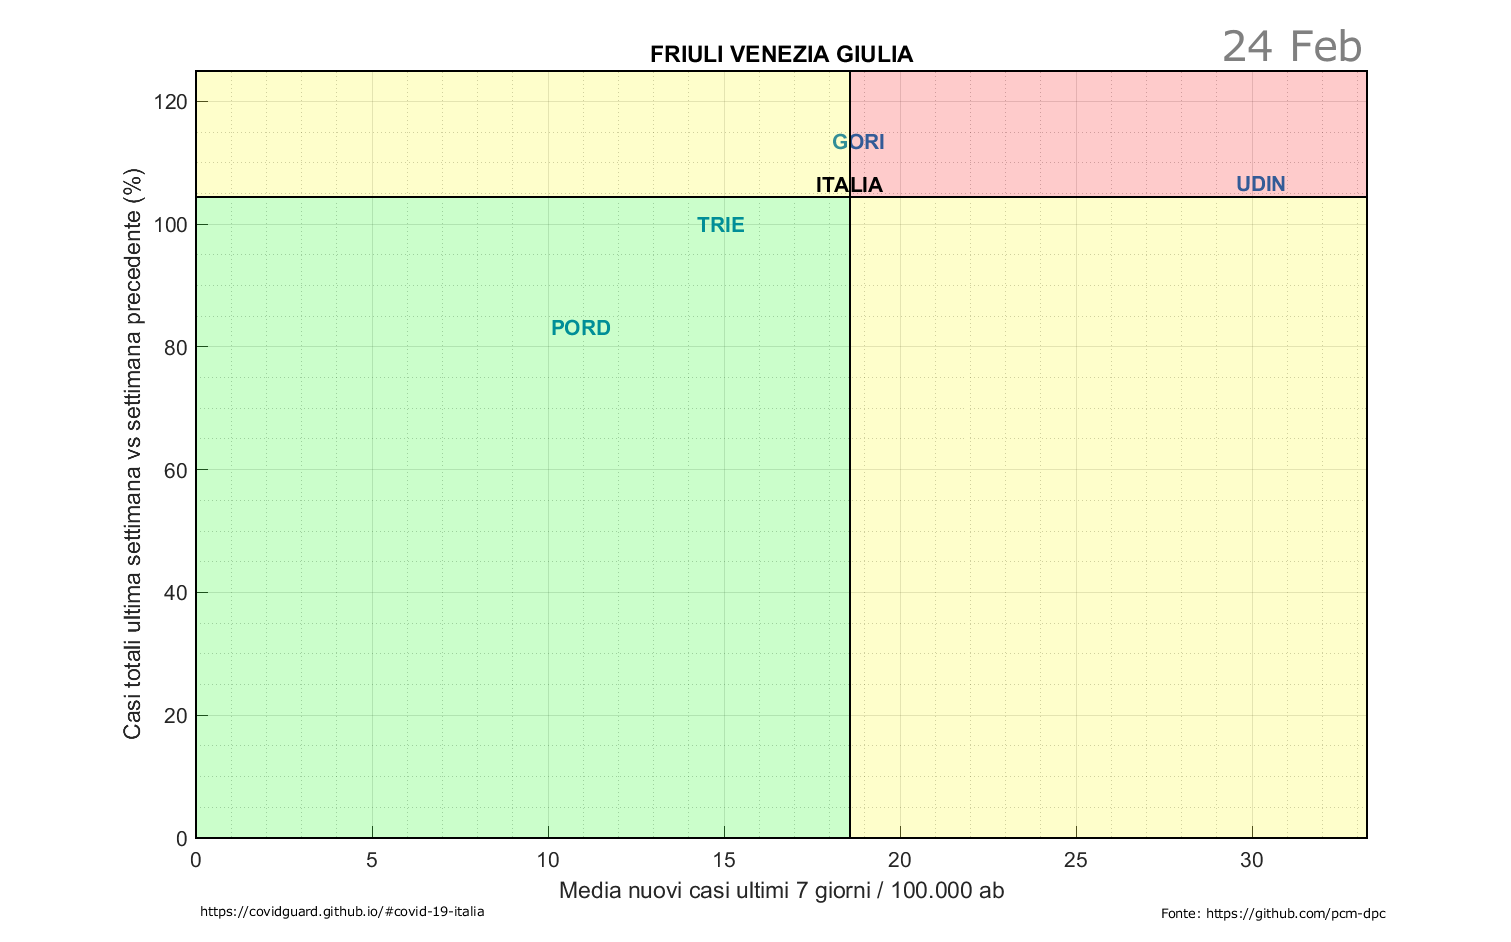 FRIULI VENEZIA GIULIA
24 Feb
Casi totali ultima settimana vs settimana precedente (%)
120
100
80
60
40
20
0
GORI
ITALIA
UDIN
TRIE
PORD
0 5 10 15 20 25 30
Media nuovi casi ultimi 7 giorni / 100.000 ab
https://covidguard.github.io/#covid-19-italia
Fonte: https://github.com/pcm-dpc